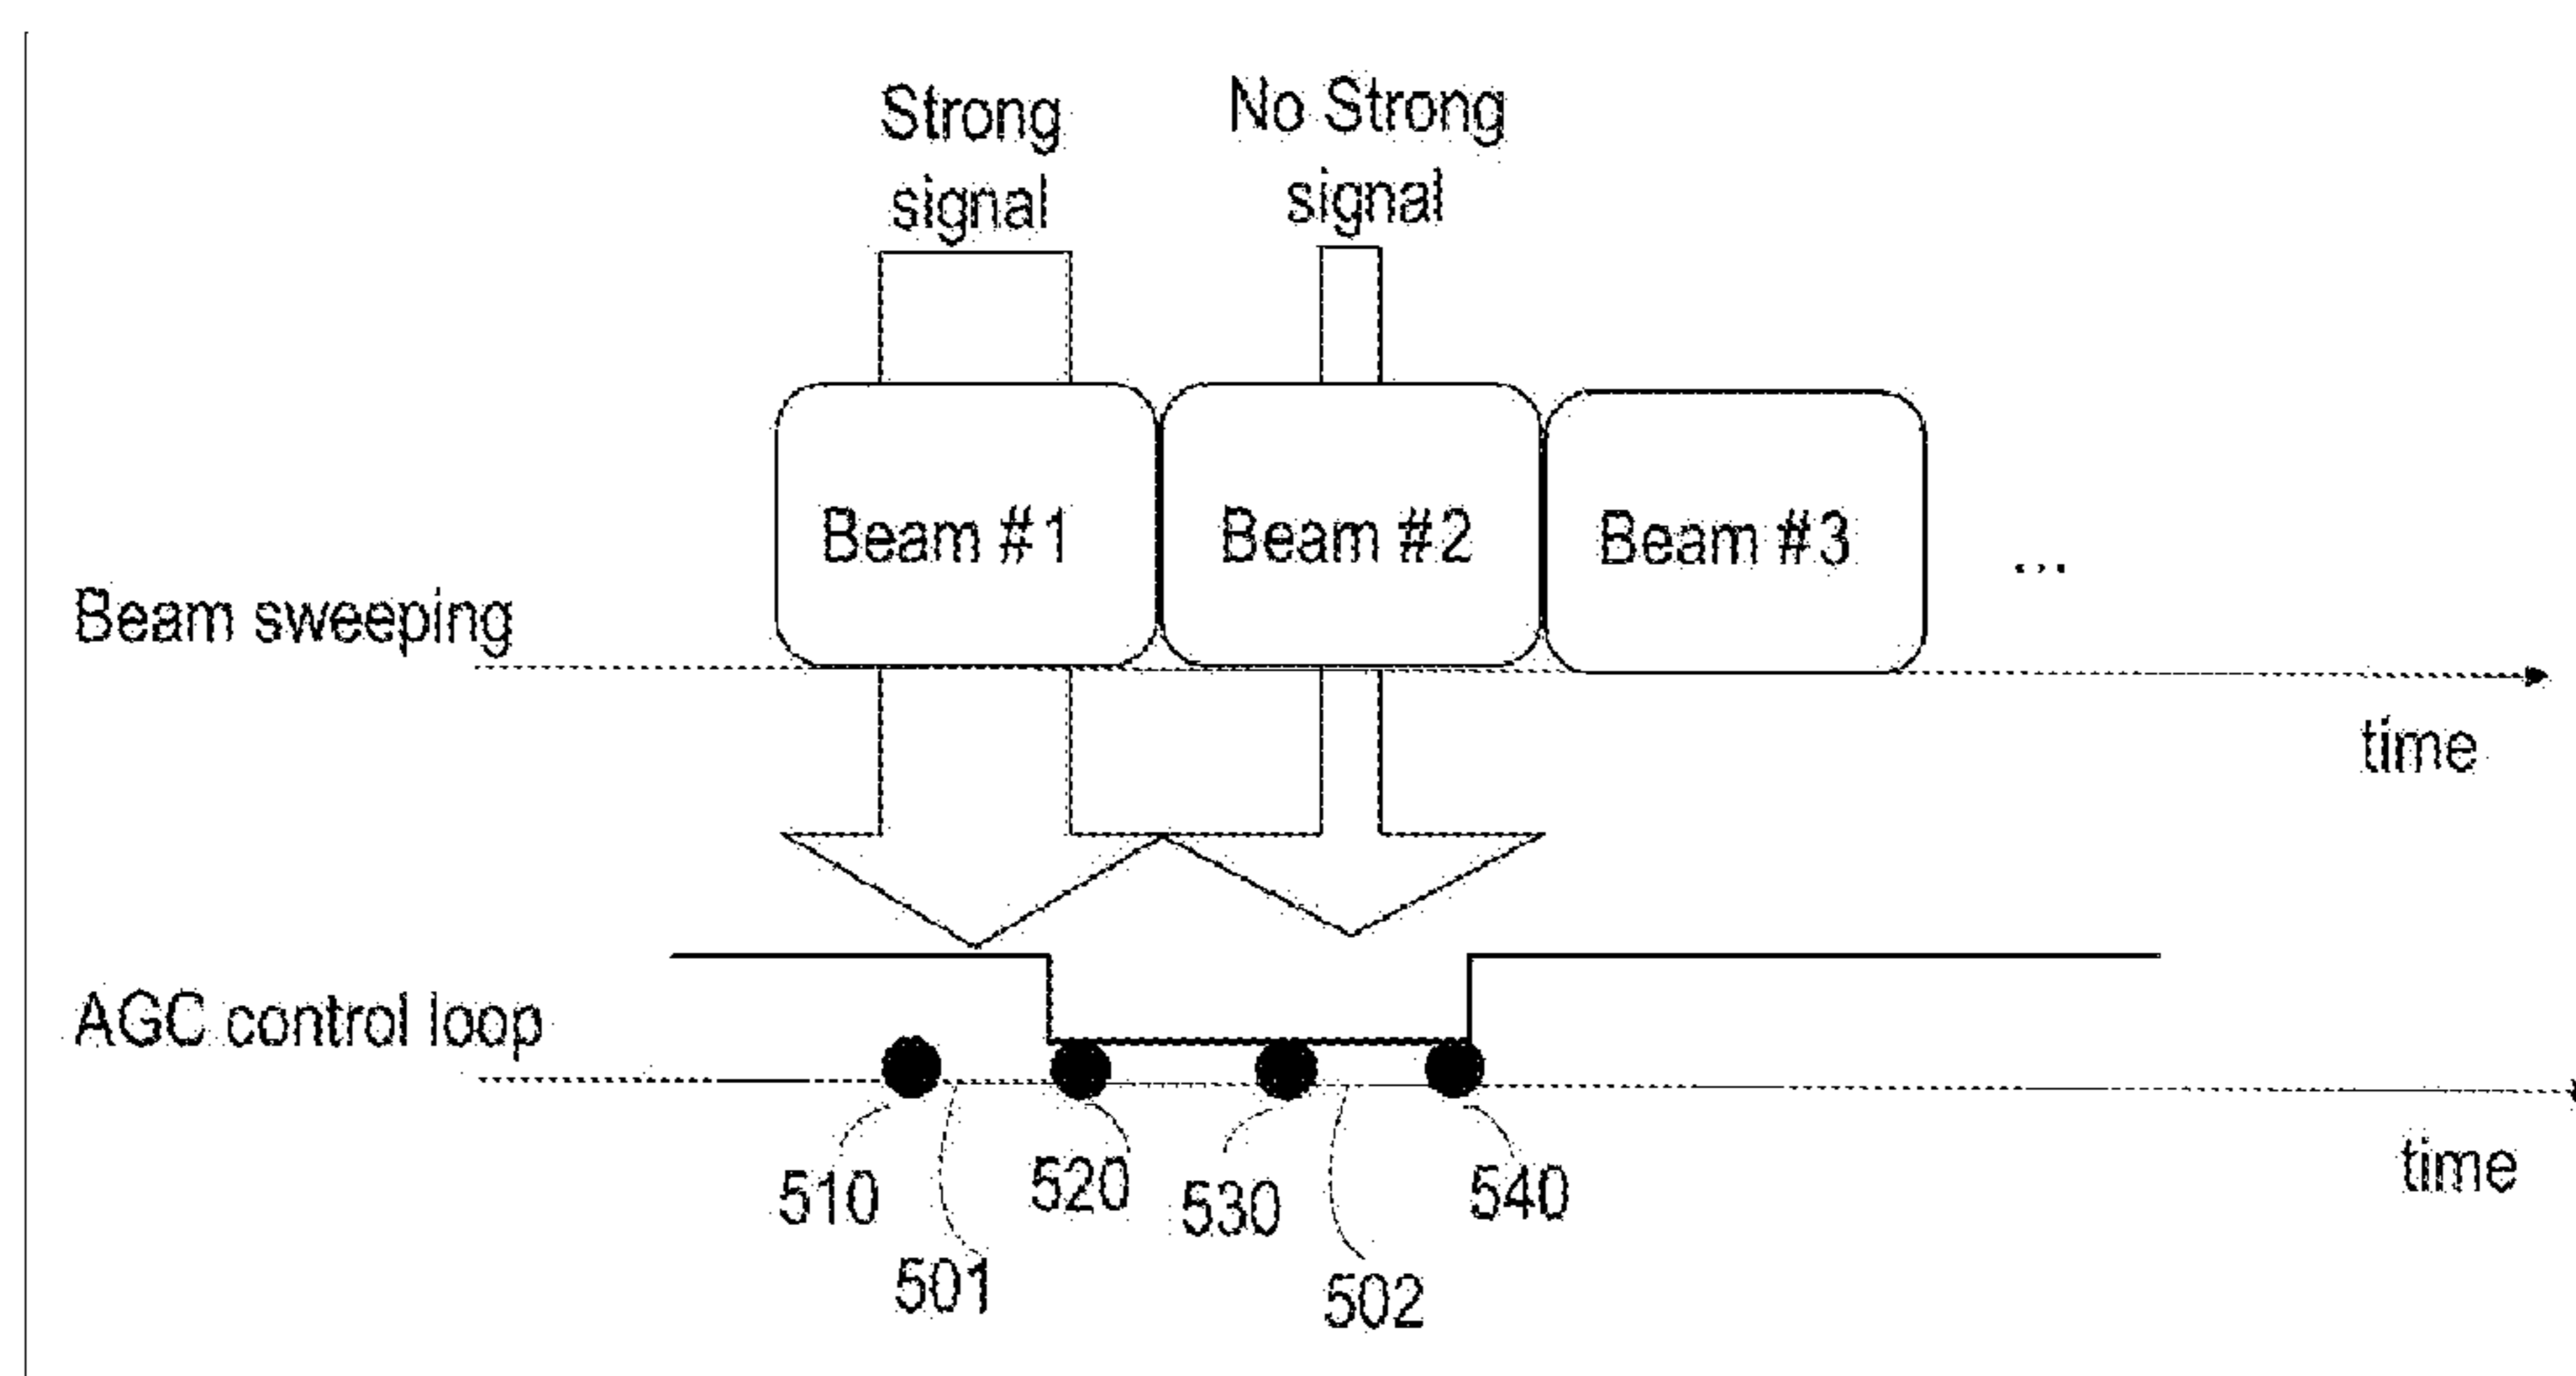 Strong
signal
No Strong
signal
Beam #1
Beam #2
Beam #3
...
Beam sweeping
time
AGC control loop
510
520
530
540
501
502
time